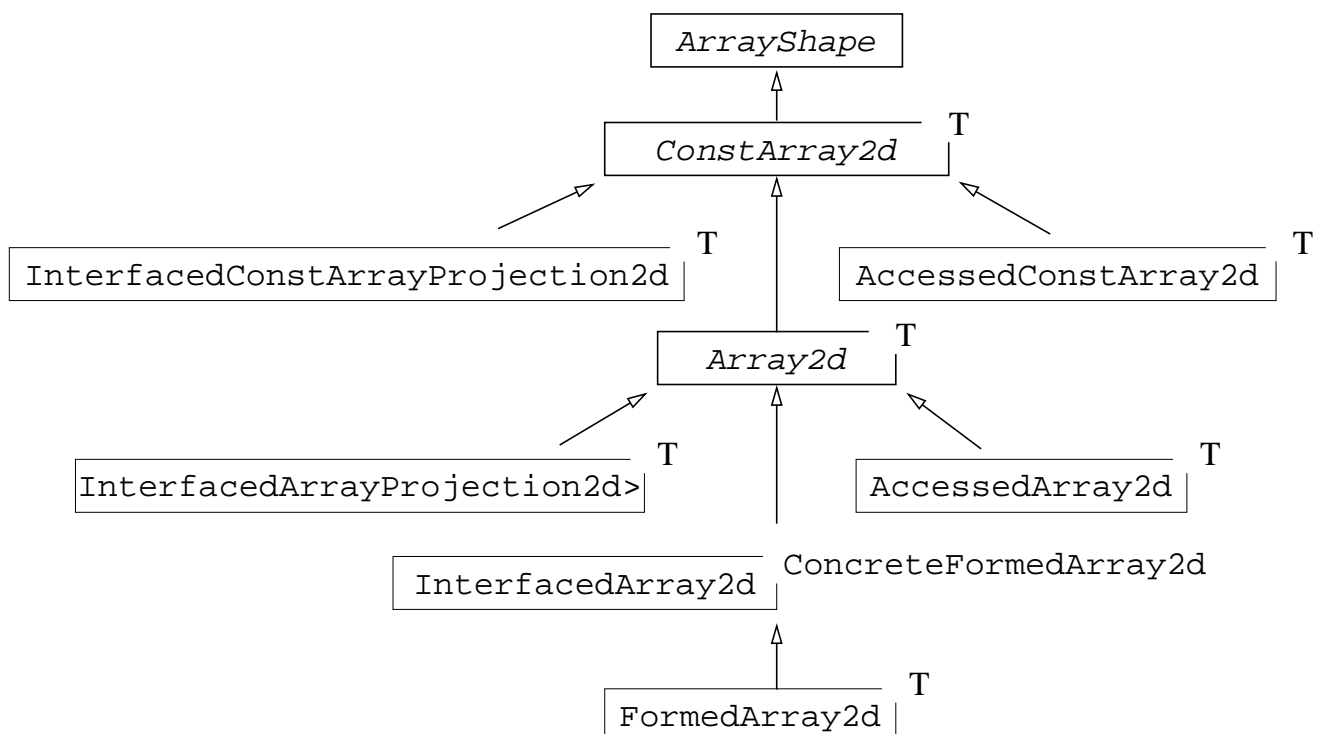 ArrayShape
T
ConstArray2d
T
InterfacedConstArrayProjection2d
T
AccessedConstArray2d
T
Array2d
T
InterfacedArrayProjection2d>
T
AccessedArray2d
ConcreteFormedArray2d
InterfacedArray2d
T
FormedArray2d